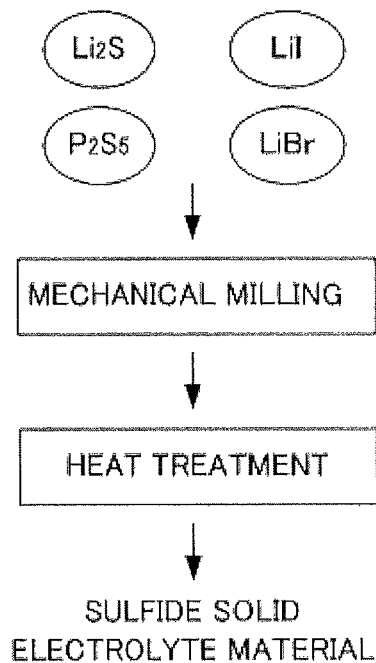 Li2S LiI
P2S5 LiBr
MECHANICAL MILLING
HEAT TREATMENT
SULFIDE SOLID
ELECTROLYTE MATERIAL